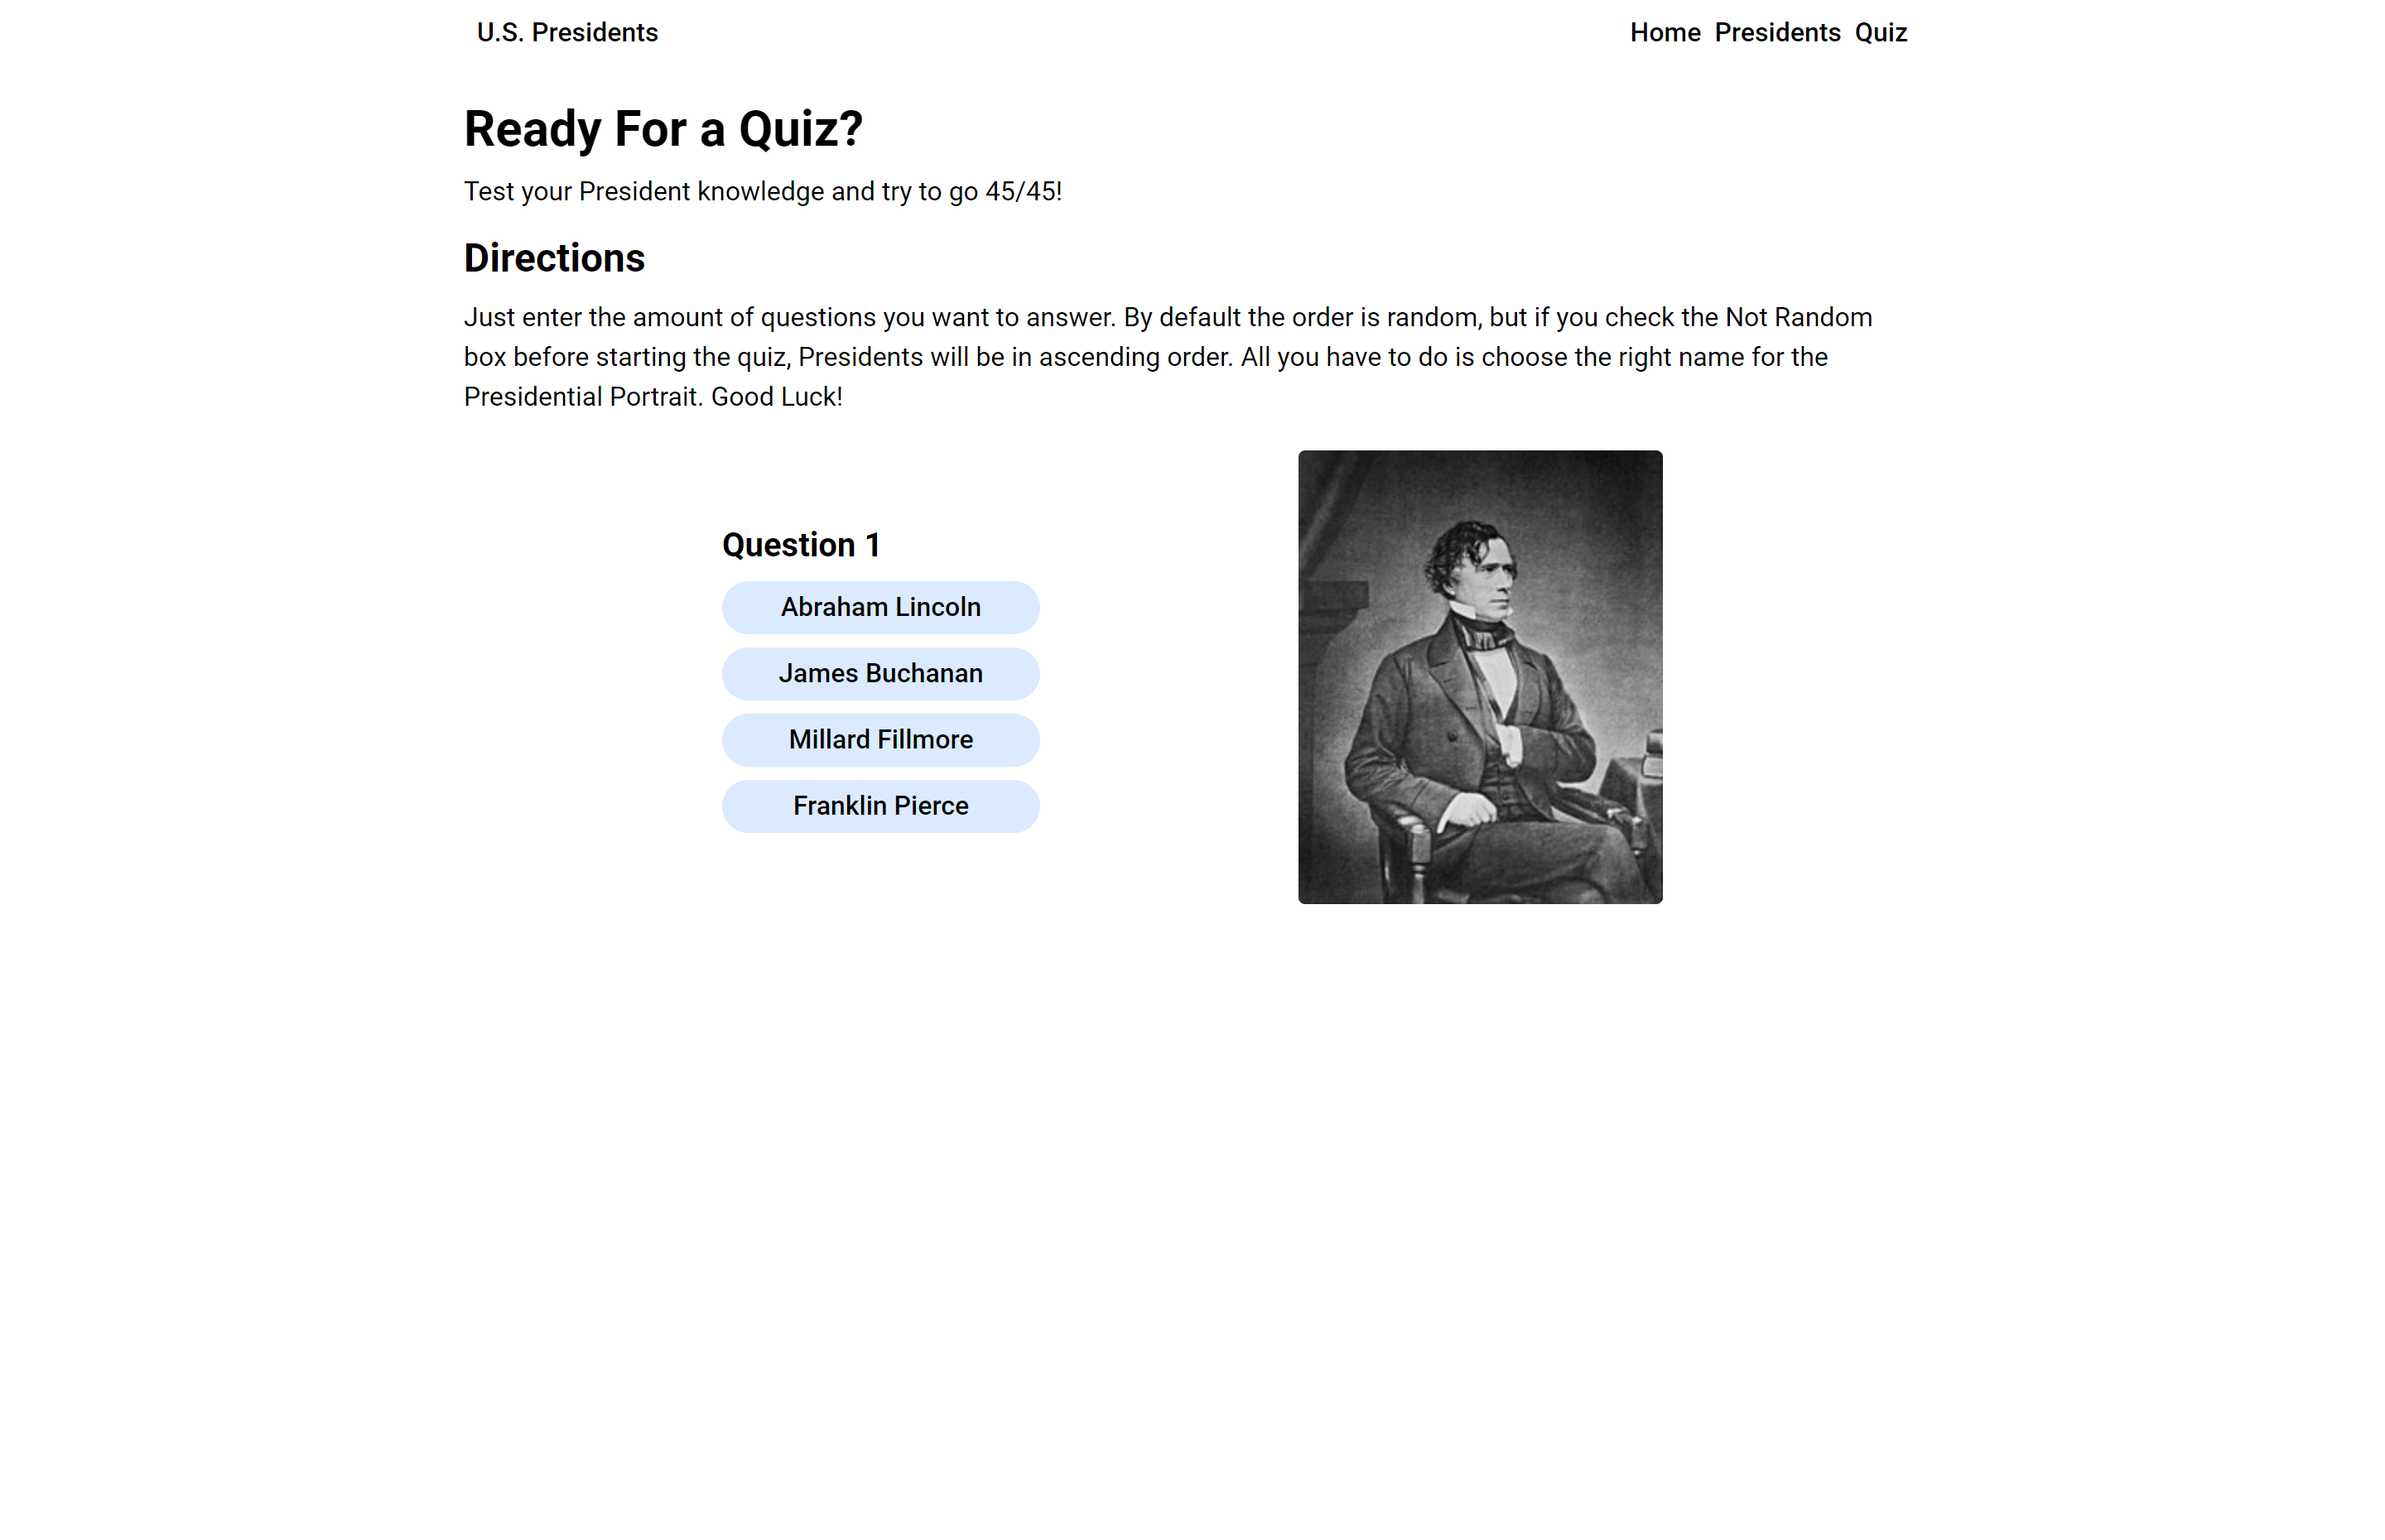 U.S. Presidents
Home Presidents Quiz
Ready For a Quiz?
Test your President knowledge and try to go 45/45!
Directions
Just enter the amount of questions you want to answer. By default the order is random, but if you check the Not Random
box before starting the quiz, Presidents will be in ascending order. All you have to do is choose the right name for the
Presidential Portrait. Good Luck!
Question 1
Abraham Lincoln
James Buchanan
Millard Fillmore
Franklin Pierce